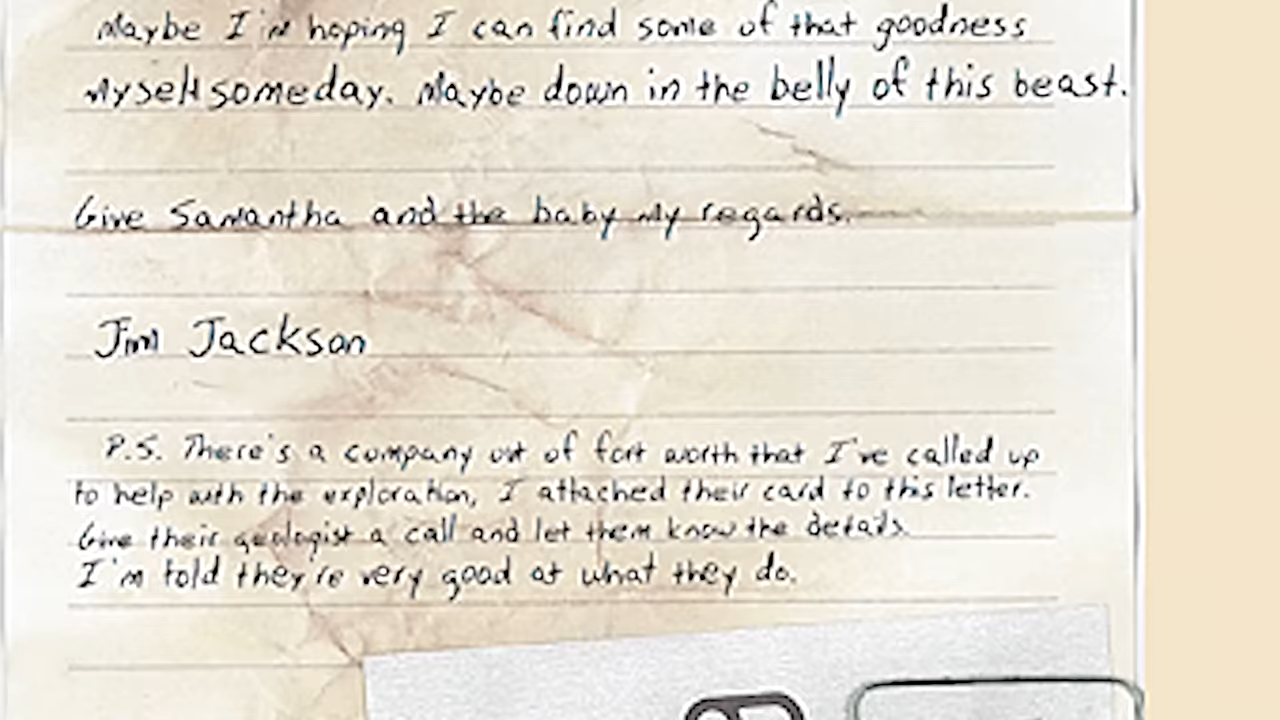 Maybe I'm hoping I can find some of that goodness
myself someday. Maybe down in the belly of this beast.
Give Samantha and the baby my regards.
Jim Jackson
P.S. There's a company out of fort worth that I've called up
to help with the exploration, I attached their card to this letter.
Give their geologist a call and let them know the details.
I'm told they're very good at what they do.